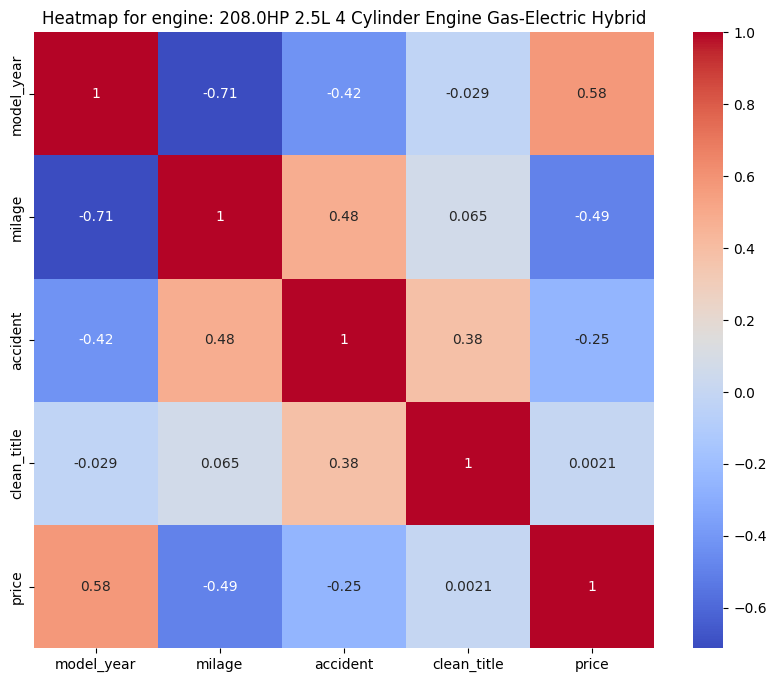 Heatmap for engine: 208.0HP 2.5L 4 Cylinder Engine Gas-Electric Hybrid
model_year 1 -0.71 -0.42 -0.029 0.58
milage -0.71 1 0.48 0.065 -0.49
accident -0.42 0.48 1 0.38 -0.25
clean_title -0.029 0.065 0.38 1 0.0021
price 0.58 -0.49 -0.25 0.0021 1
model_year milage accident clean_title price
1.0
0.8
0.6
0.4
0.2
0.0
−0.2
−0.4
−0.6